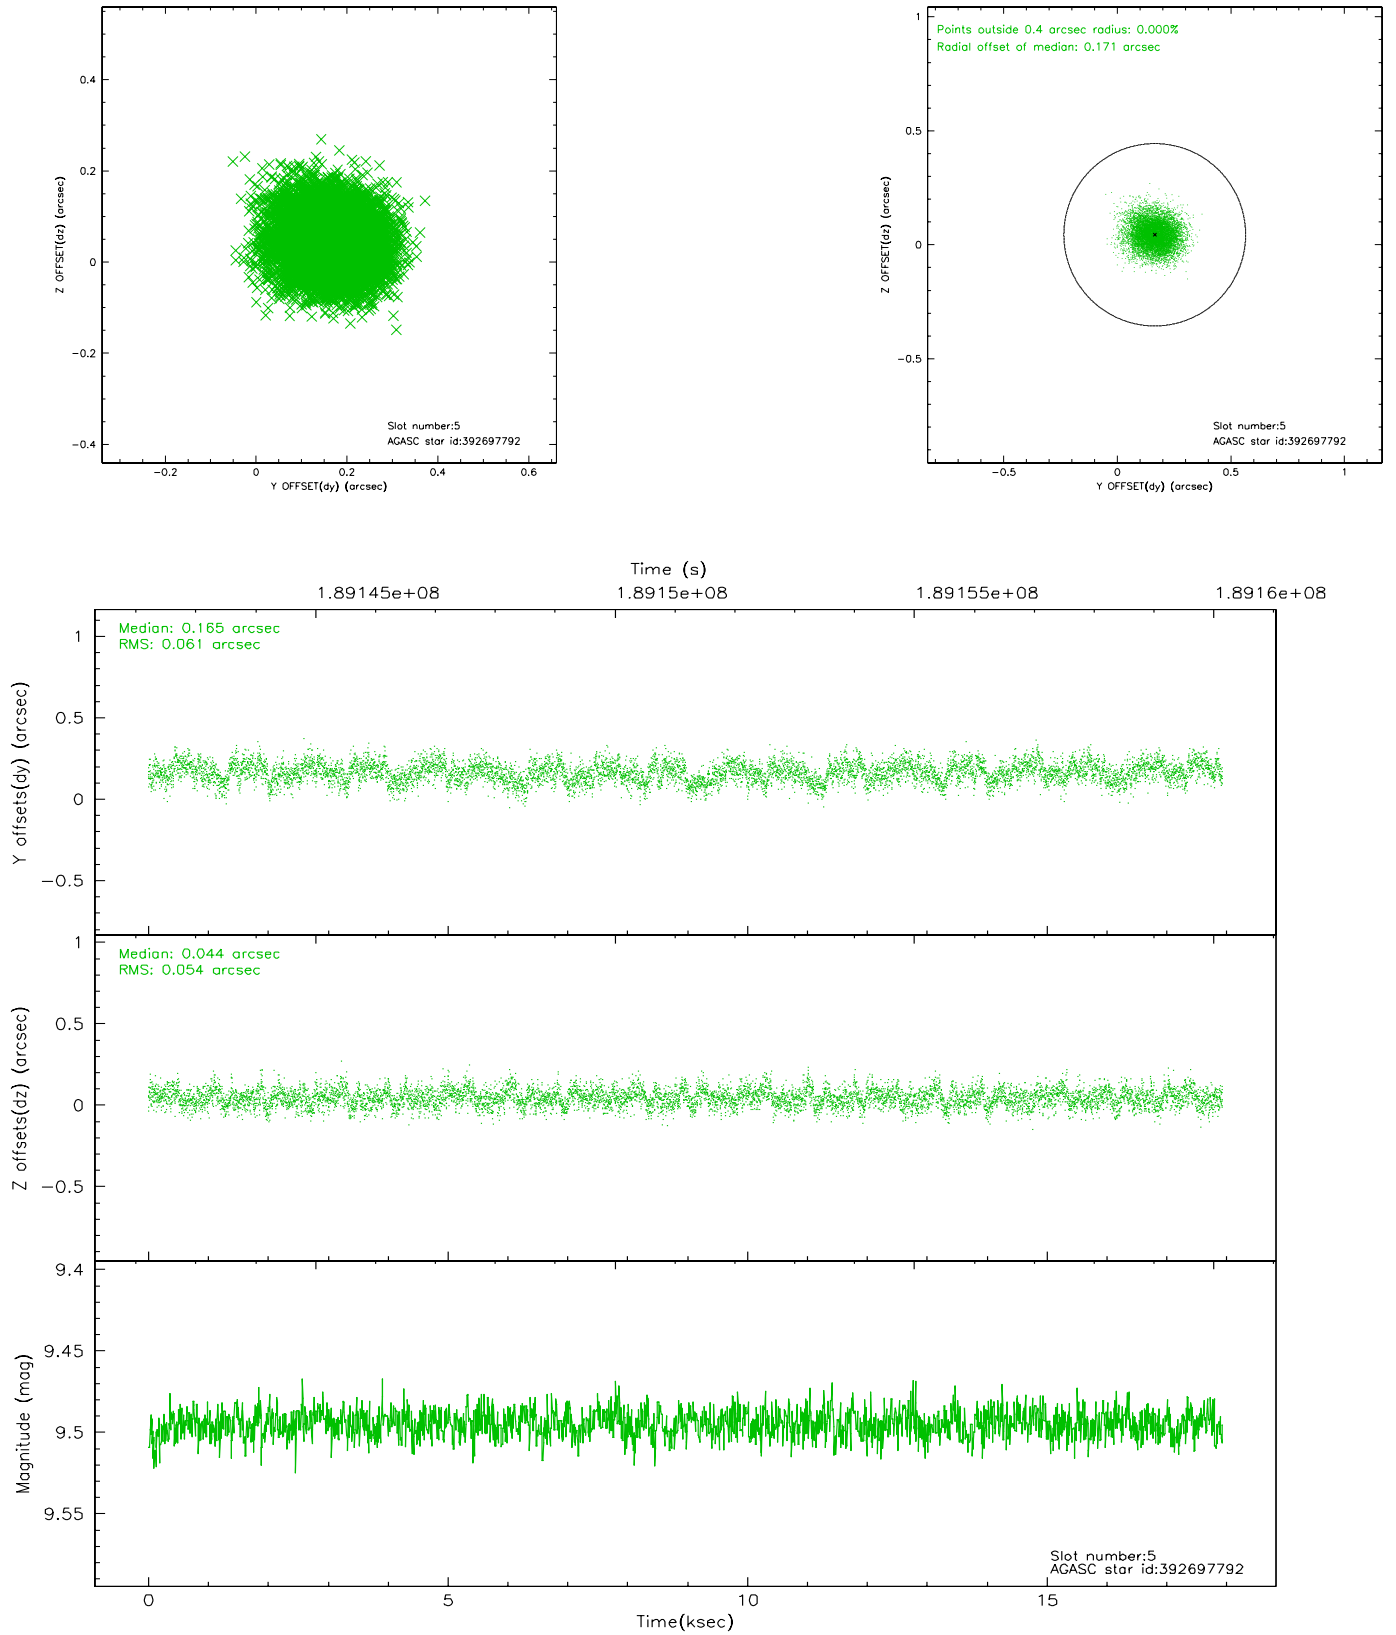 0.4
0.2
0
−0.2
−0.4
Z OFFSET(dz) (arcsec)
Slot number:5
AGASC star id:392697792
−0.2 0 0.2 0.4 0.6
Y OFFSET(dy) (arcsec)
Points outside 0.4 arcsec radius: 0.000%
Radial offset of median: 0.171 arcsec
1
0.5
0
−0.5
Z OFFSET(dz) (arcsec)
Slot number:5
AGASC star id:392697792
−0.5 0 0.5 1
Y OFFSET(dy) (arcsec)
Time (s)
1.89145e+08 1.8915e+08 1.89155e+08 1.8916e+08
Median: 0.165 arcsec
RMS: 0.061 arcsec
1
0.5
0
−0.5
Y offsets(dy) (arcsec)
Median: 0.044 arcsec
RMS: 0.054 arcsec
1
0.5
0
−0.5
Z offsets(dz) (arcsec)
9.4
9.45
9.5
9.55
Magnitude (mag)
Slot number:5
AGASC star id:392697792
0 5 10 15
Time(ksec)